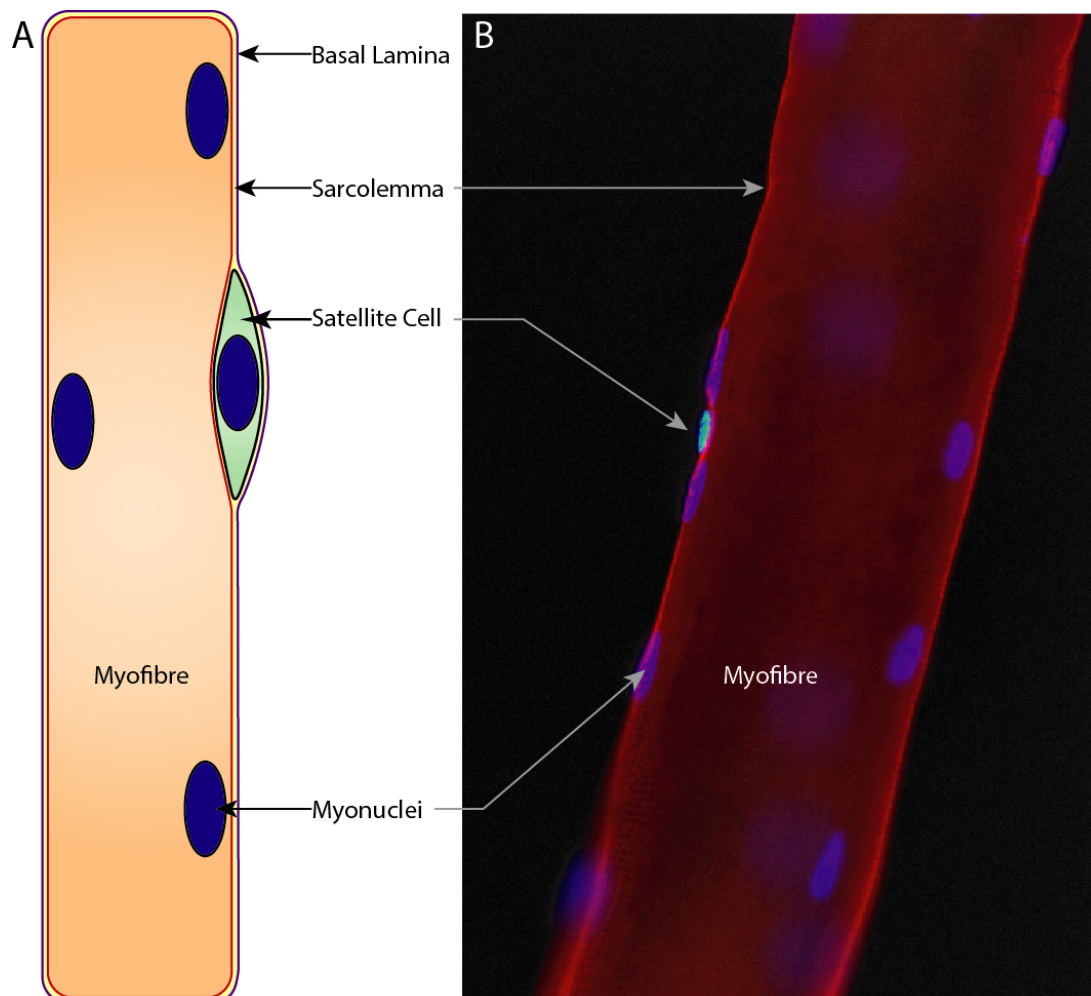 A
B
Basal Lamina
Sarcolemma
Satellite Cell
Myofibre
Myofibre
Myonuclei